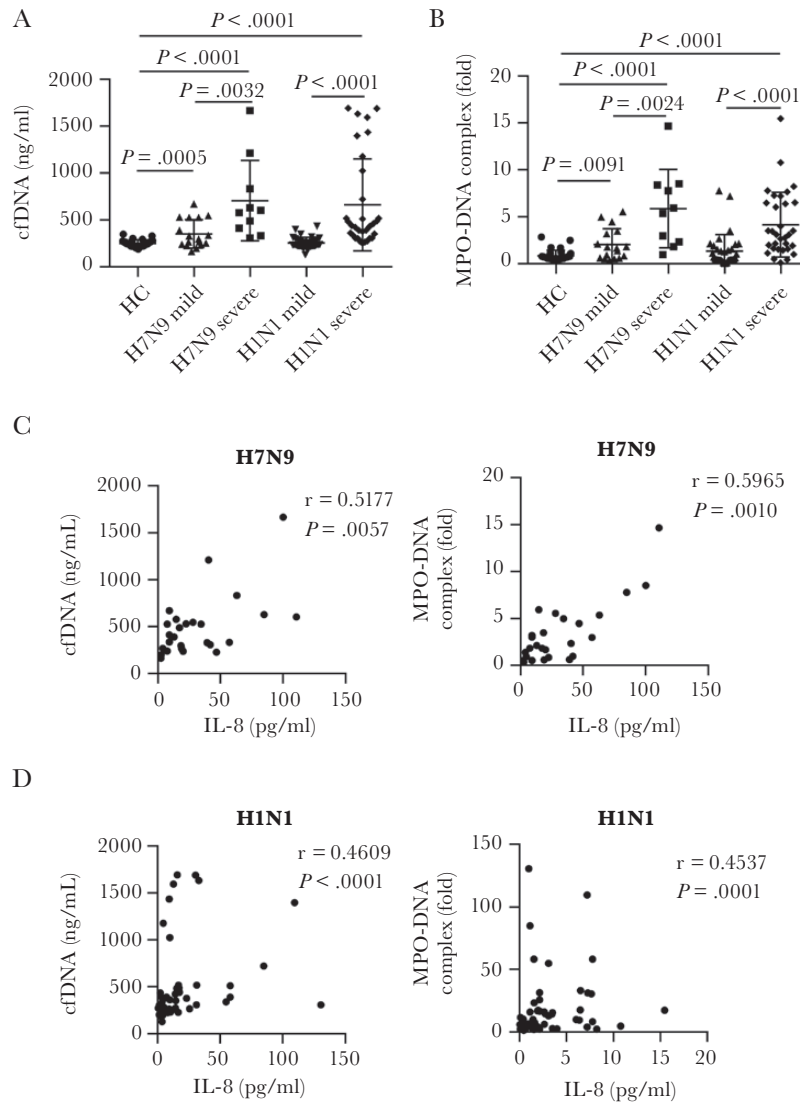 A
P < .0001
P < .0001
P = .0032
P < .0001
P = .0005
cfDNA (ng/ml)
2000
1500
1000
500
0
HC
H7N9 mild
H7N9 severe
H1N1 mild
H1N1 severe
B
P < .0001
P < .0001
P = .0024
P < .0001
P = .0091
MPO-DNA complex (fold)
20
15
10
5
0
HC
H7N9 mild
H7N9 severe
H1N1 mild
H1N1 severe
C
H7N9
r = 0.5177
P = .0057
cfDNA (ng/mL)
2000
1500
1000
500
0
0 50 100 150
IL-8 (pg/ml)
H7N9
r = 0.5965
P = .0010
MPO-DNA
complex (fold)
20
15
10
5
0
0 50 100 150
IL-8 (pg/ml)
D
H1N1
r = 0.4609
P < .0001
cfDNA (ng/mL)
2000
1500
1000
500
0
0 50 100 150
IL-8 (pg/ml)
H1N1
r = 0.4537
P = .0001
MPO-DNA
complex (fold)
150
100
50
0
0 5 10 15 20
IL-8 (pg/ml)